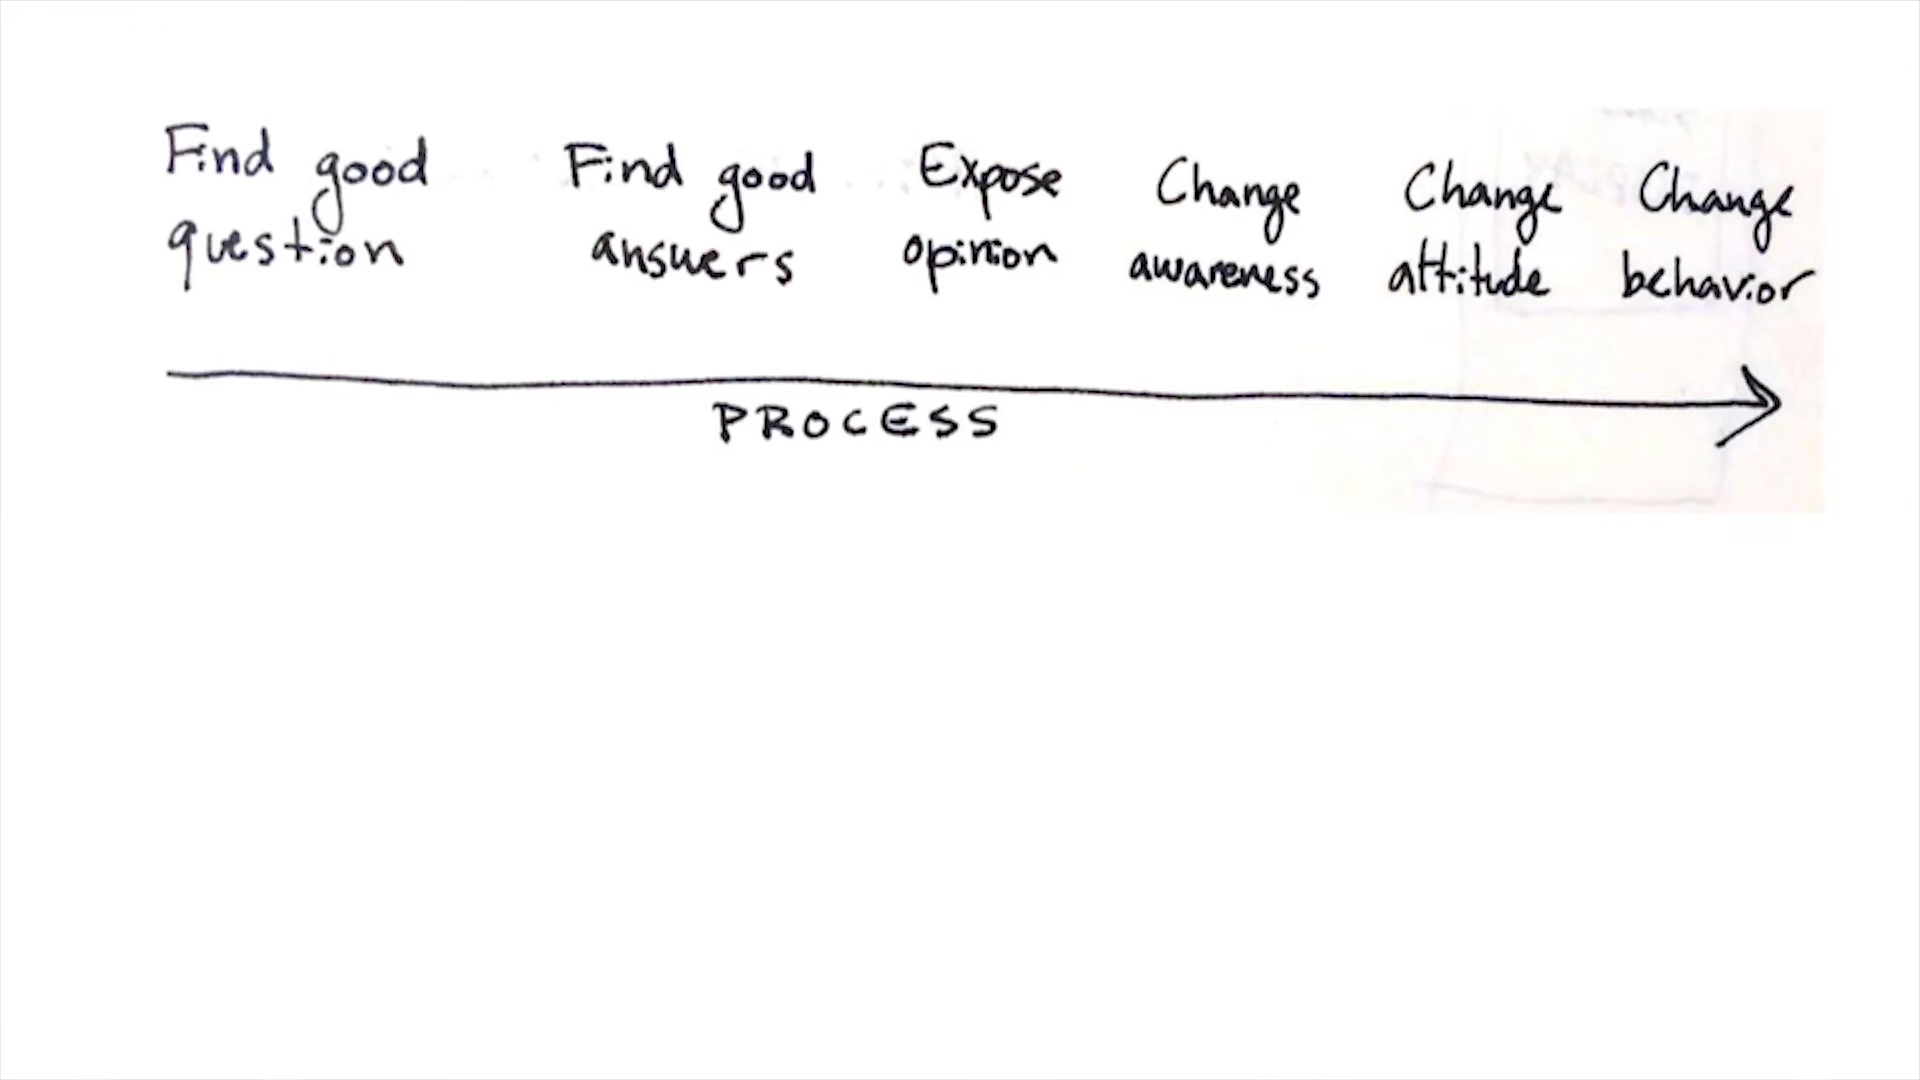 Find good question
Find good answers
Expose opinion
Change awareness
Change attitude
Change behavior
PROCESS